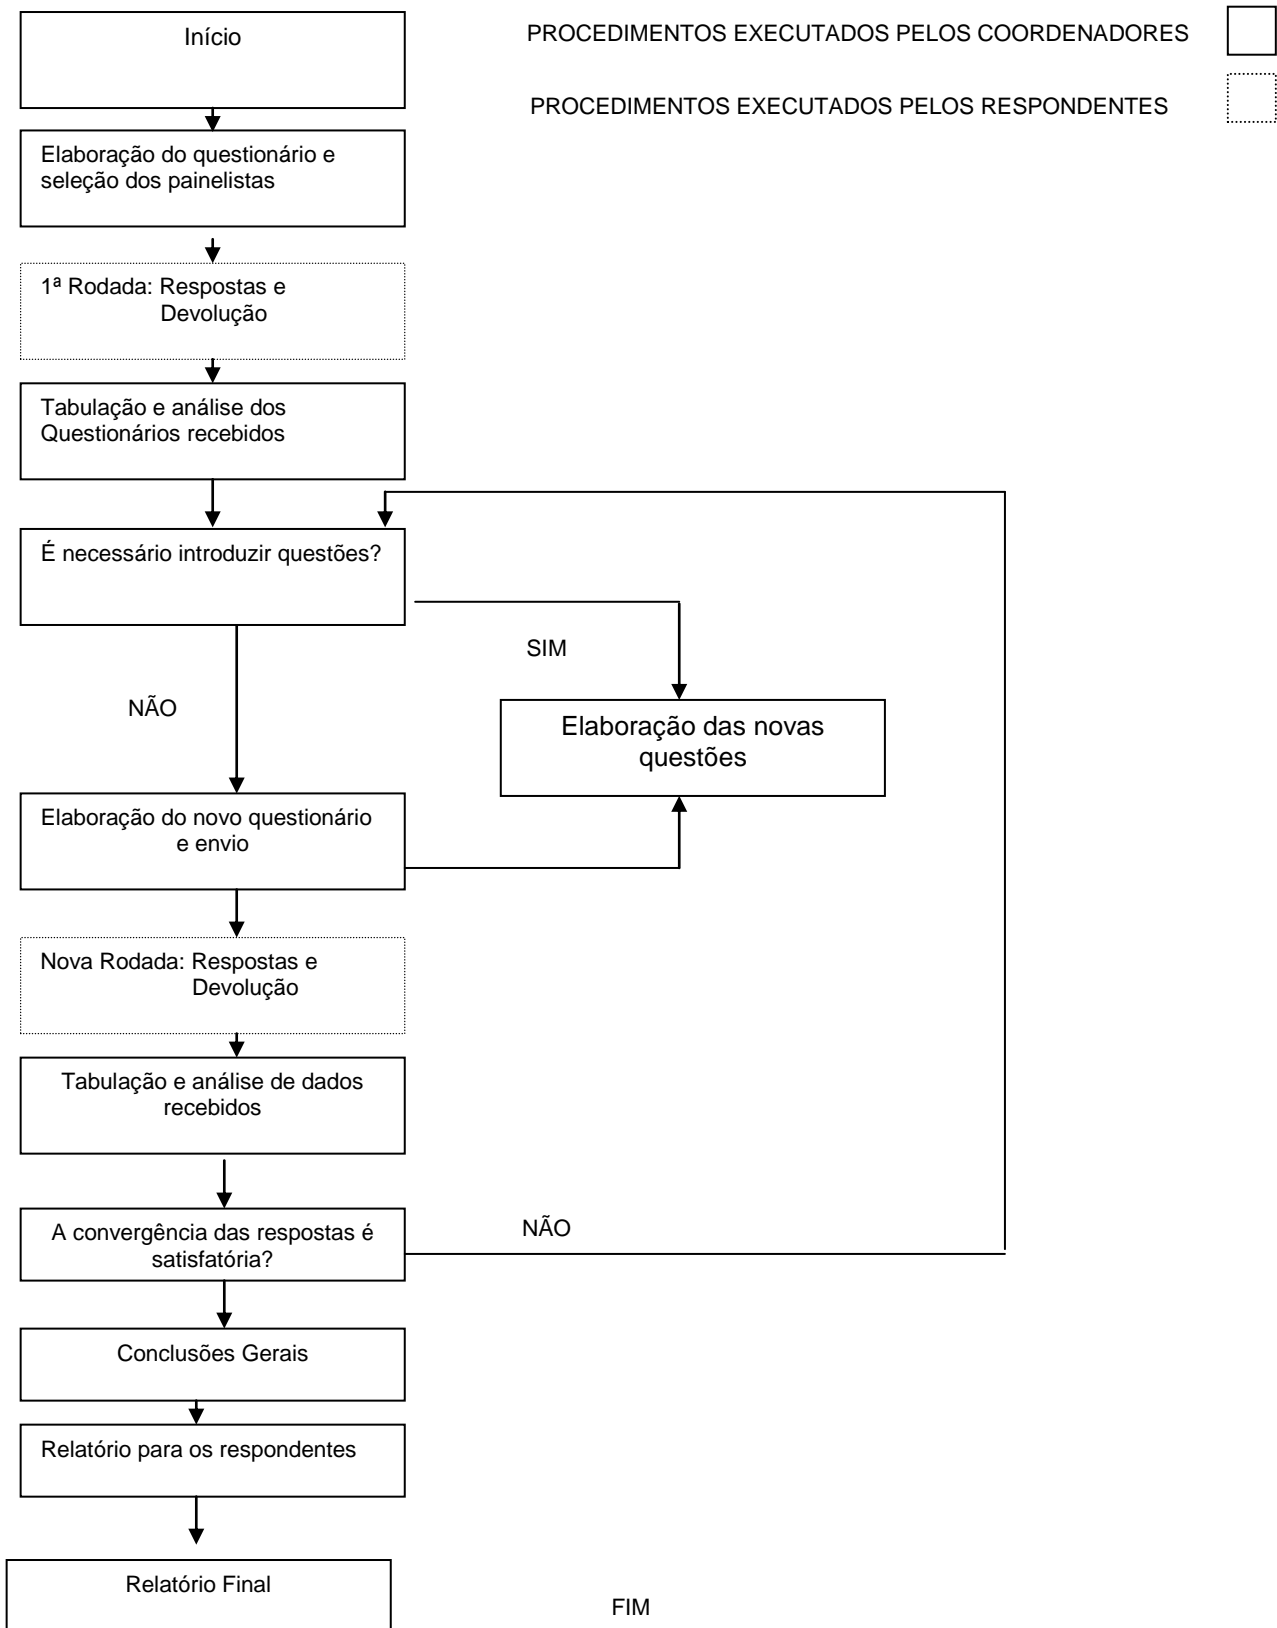 Início
PROCEDIMENTOS EXECUTADOS PELOS COORDENADORES
PROCEDIMENTOS EXECUTADOS PELOS RESPONDENTES
Elaboração do questionário e
seleção dos painelistas
1ª Rodada: Respostas e
Devolução
Tabulação e análise dos
Questionários recebidos
É necessário introduzir questões?
SIM
NÃO
Elaboração das novas
questões
Elaboração do novo questionário
e envio
Nova Rodada: Respostas e
Devolução
Tabulação e análise de dados
recebidos
A convergência das respostas é
satisfatória?
NÃO
Conclusões Gerais
Relatório para os respondentes
Relatório Final
FIM